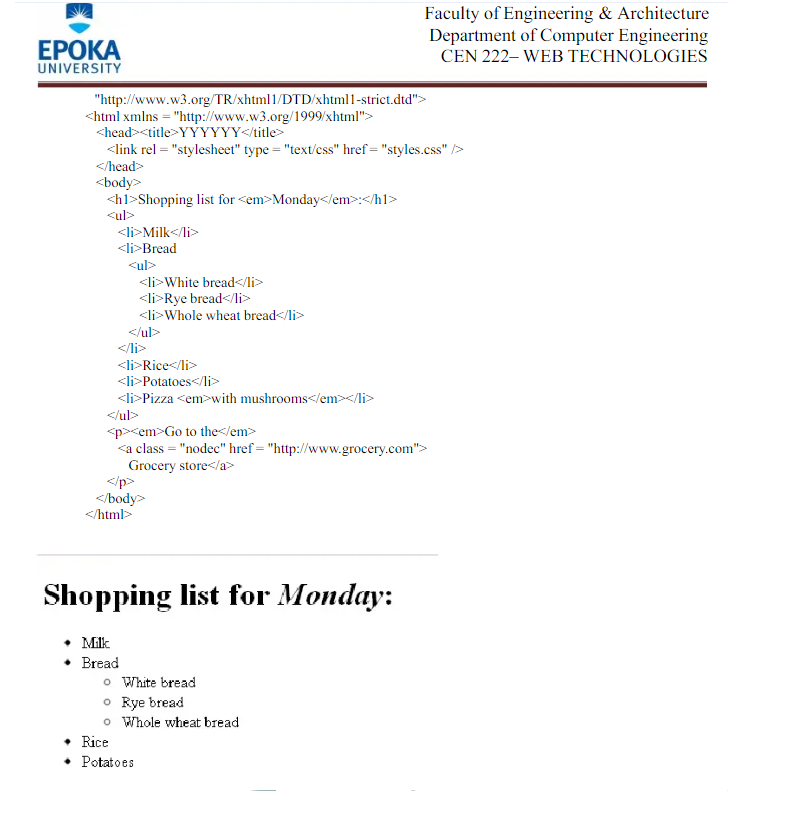 EPOKA
UNIVERSITY
Faculty of Engineering & Architecture
Department of Computer Engineering
CEN 222– WEB TECHNOLOGIES
"http://www.w3.org/TR/xhtml1/DTD/xhtml1-strict.dtd">
<html xmlns = "http://www.w3.org/1999/xhtml">
<head><title>YYYYYY</title>
<link rel = "stylesheet" type = "text/css" href = "styles.css" />
</head>
<body>
<h1>Shopping list for <em>Monday</em>:</h1>
<ul>
<li>Milk</li>
<li>Bread
<ul>
<li>White bread</li>
<li>Rye bread</li>
<li>Whole wheat bread</li>
</ul>
</li>
<li>Rice</li>
<li>Potatoes</li>
<li>Pizza <em>with mushrooms</em></li>
</ul>
<p><em>Go to the</em>
<a class = "nodec" href = "http://www.grocery.com">
Grocery store</a>
</p>
</body>
</html>
Shopping list for Monday:
• Milk
• Bread
○ White bread
○ Rye bread
○ Whole wheat bread
• Rice
• Potatoes